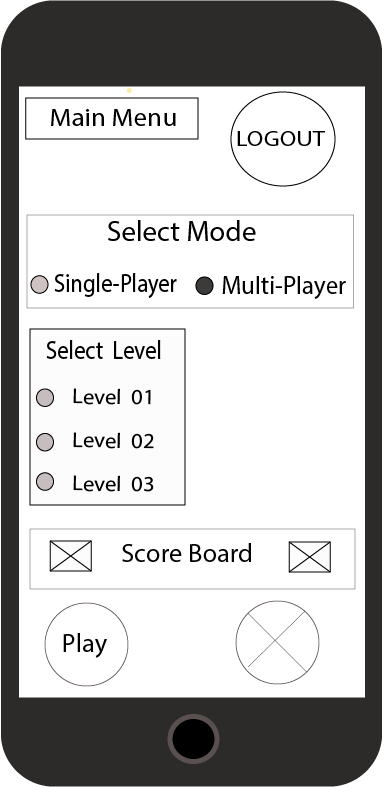 Main Menu
LOGOUT
Select Mode
Single-Player Multi-Player
Select Level
Level 01
Level 02
Level 03
Score Board
Play